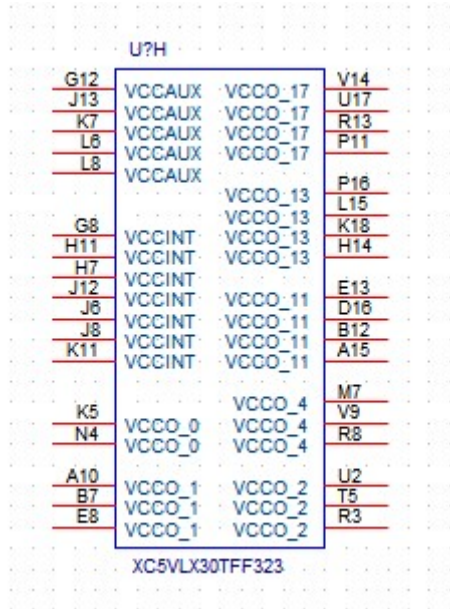 U?H
G12 VCCAUX VCCO_17 V14
J13 VCCAUX VCCO_17 U17
K7 VCCAUX VCCO_17 R13
L6 VCCAUX VCCO_17 P11
L8 VCCAUX
VCCO_13 P16
VCCO_13 L15
G8 VCCINT VCCO_13 K18
H11 VCCINT VCCO_13 H14
H7 VCCINT
J12 VCCINT VCCO_11 E13
J6 VCCINT VCCO_11 D16
J8 VCCINT VCCO_11 B12
K11 VCCINT VCCO_11 A15
VCCO_4 M7
K5 VCCO_0 VCCO_4 V9
N4 VCCO_0 VCCO_4 R8
A10 VCCO_1 VCCO_2 U2
B7 VCCO_1 VCCO_2 T5
E8 VCCO_1 VCCO_2 R3
XC5VLX30TFF323